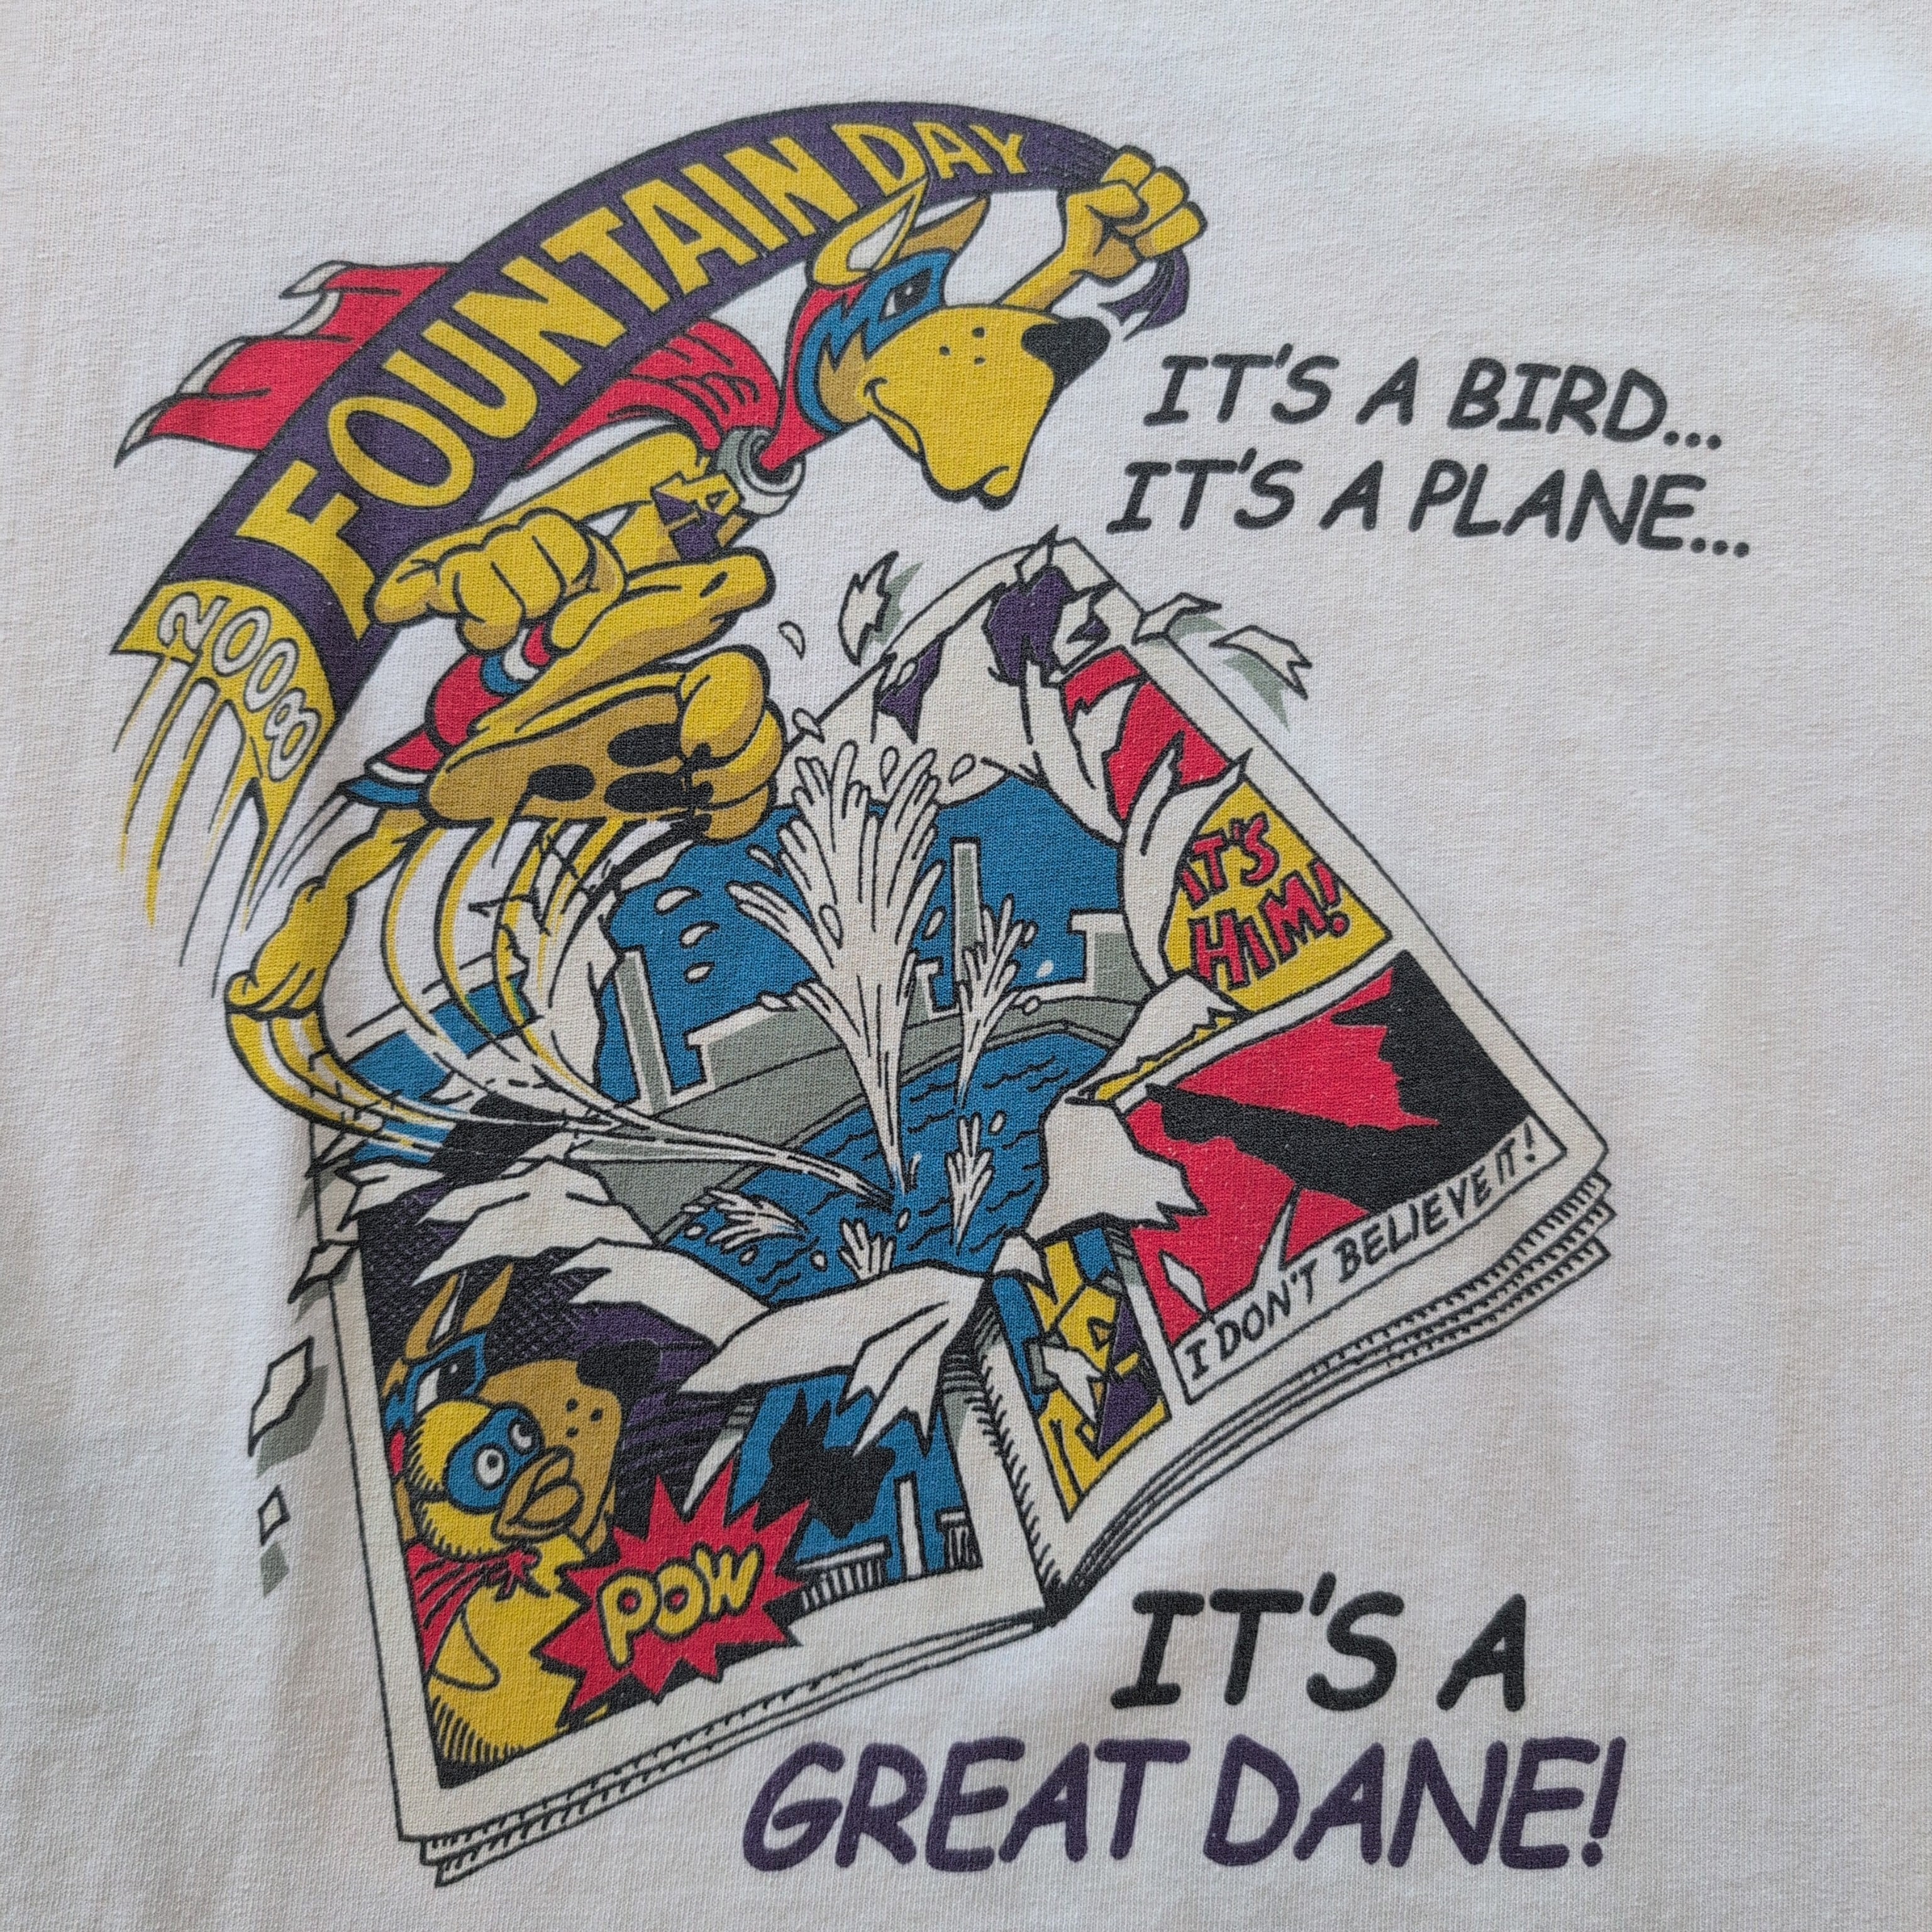 FOUNTAIN DAY
2008
IT'S A BIRD...
IT'S A PLANE...
IT'S
HIM!
I DON'T BELIEVE IT!
POW
IT'S A
GREAT DANE!